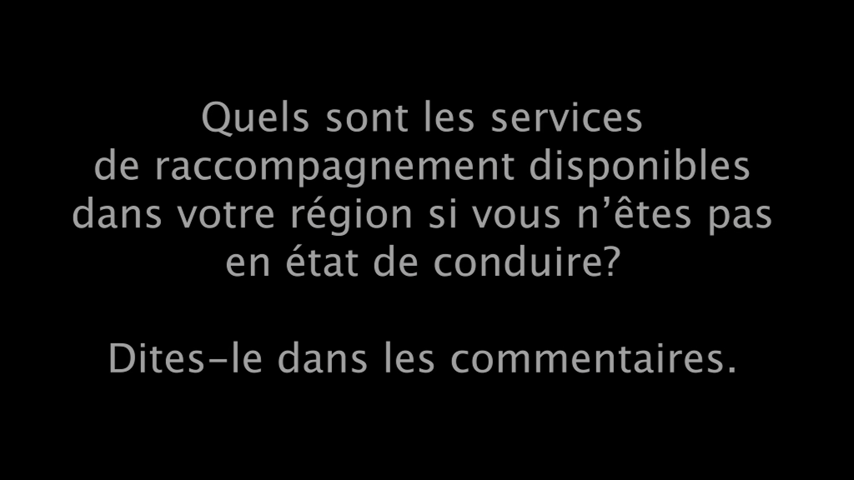 Quels sont les services
de raccompagnement disponibles
dans votre région si vous n’êtes pas
en état de conduire?
Dites-le dans les commentaires.